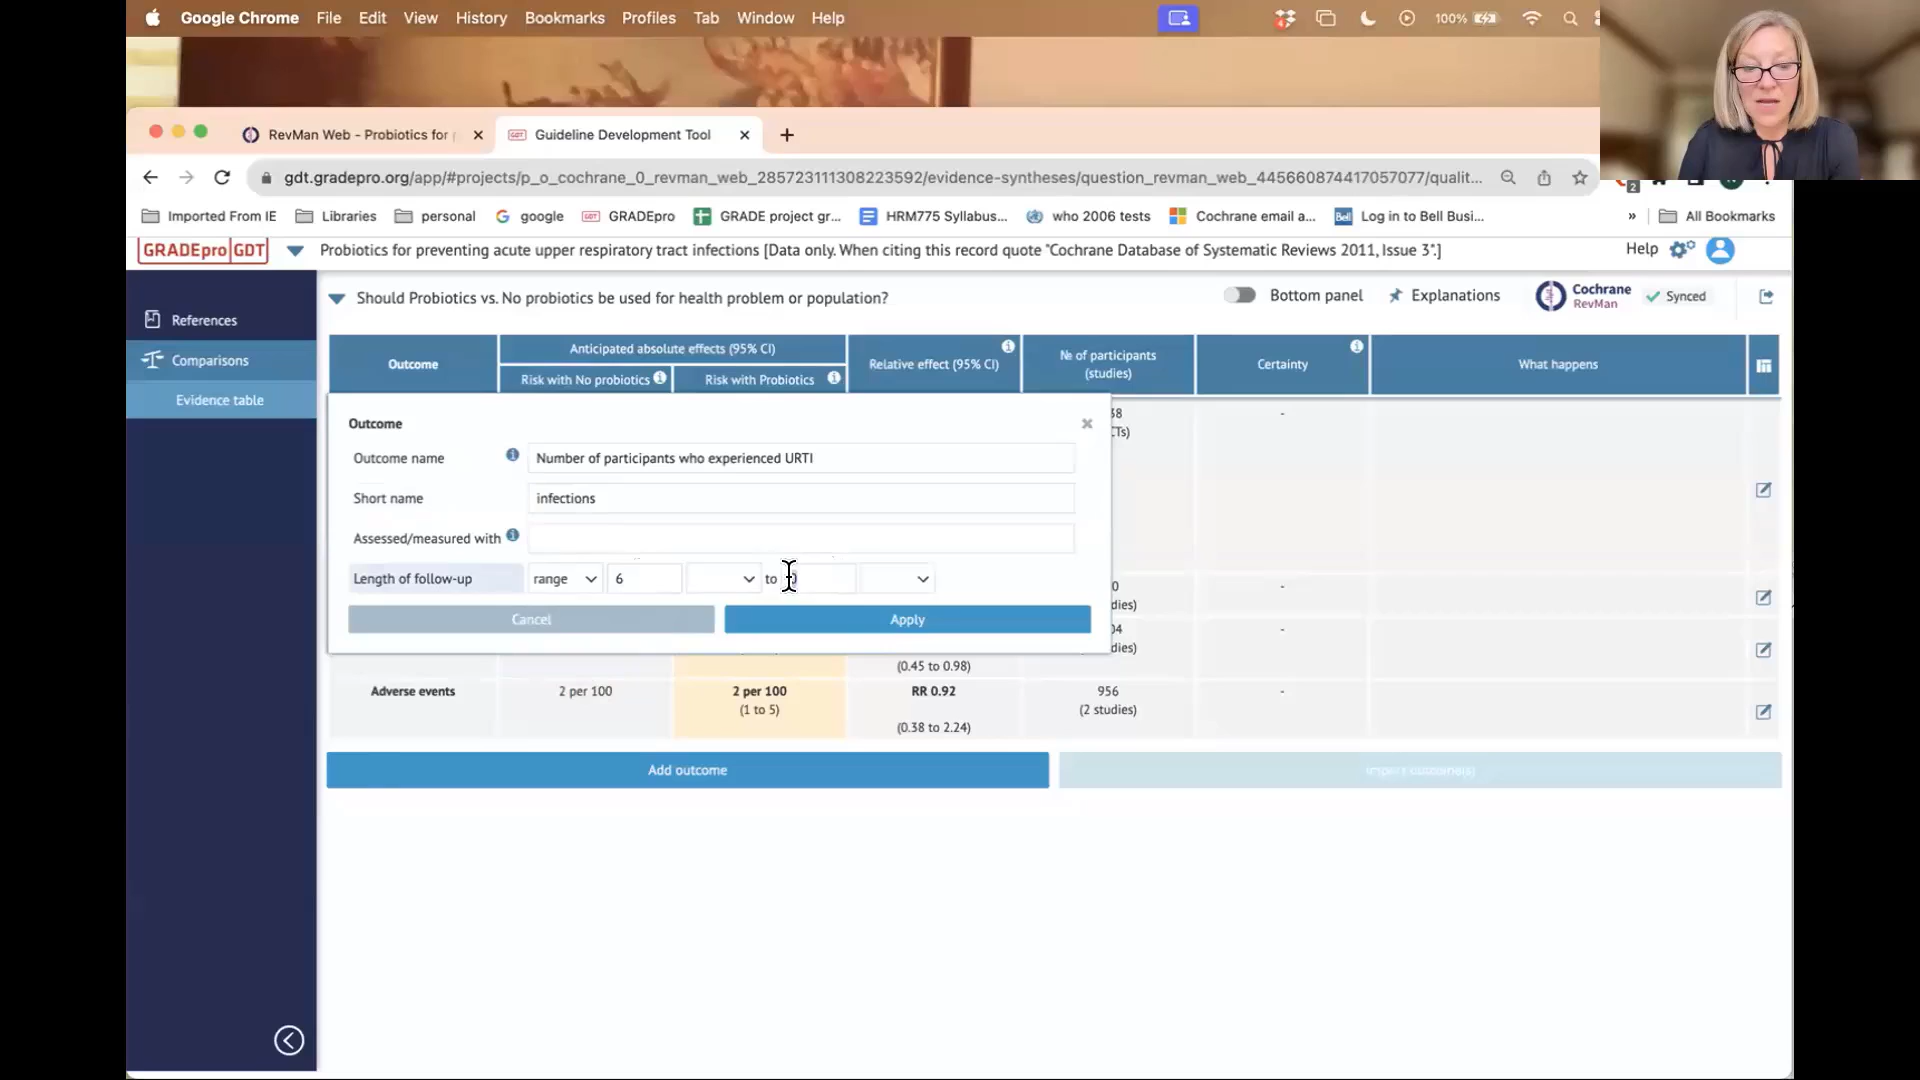 Google Chrome File Edit View History Bookmarks Profiles Tab Window Help
100%
RevMan Web - Probiotics for
Guideline Development Tool
gdt.gradepro.org/app/#projects/p_o_cochrane_0_revman_web_285723111308223592/evidence-syntheses/question_revman_web_445660874417057077/qualit...
2
Imported From IE Libraries personal google GRADEpro GRADE project gr... HRM775 Syllabus... who 2006 tests Cochrane email a... Log in to Bell Busi... » All Bookmarks
GRADEpro GDT Probiotics for preventing acute upper respiratory tract infections [Data only. When citing this record quote "Cochrane Database of Systematic Reviews 2011, Issue 3".] Help
References
Comparisons
Evidence table
Should Probiotics vs. No probiotics be used for health problem or population?
Bottom panel Explanations Cochrane RevMan Synced
Outcome
Anticipated absolute effects (95% CI)
Risk with No probiotics
Risk with Probiotics
Relative effect (95% CI)
№ of participants
(studies)
Certainty
What happens
Outcome
Outcome name Number of participants who experienced URTI
Short name infections
Assessed/measured with
Length of follow-up range 6 to
Cancel Apply
38
CTs)
-
0
dies)
-
04
dies)
-
(0.45 to 0.98)
Adverse events 2 per 100 2 per 100 RR 0.92 956 -
(1 to 5) (2 studies)
(0.38 to 2.24)
Add outcome
Import outcome(s)